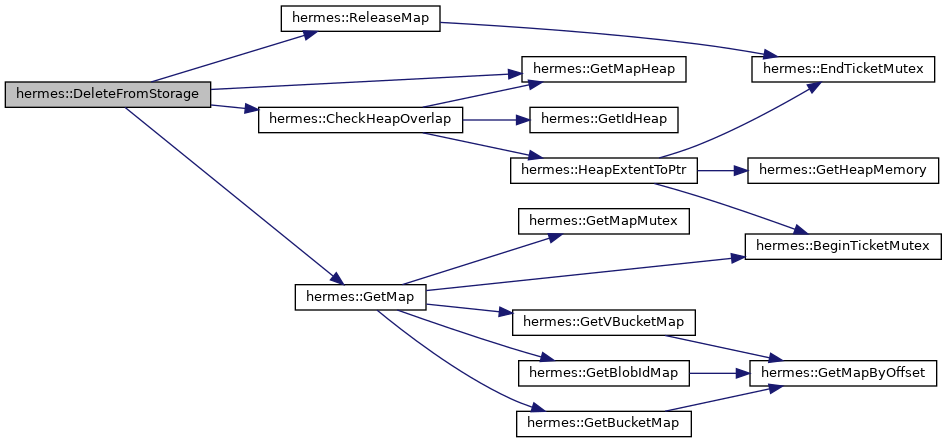 hermes::ReleaseMap
hermes::GetMapHeap
hermes::EndTicketMutex
hermes::DeleteFromStorage
hermes::CheckHeapOverlap
hermes::GetIdHeap
hermes::HeapExtentToPtr
hermes::GetHeapMemory
hermes::GetMapMutex
hermes::BeginTicketMutex
hermes::GetMap
hermes::GetVBucketMap
hermes::GetBlobIdMap
hermes::GetMapByOffset
hermes::GetBucketMap